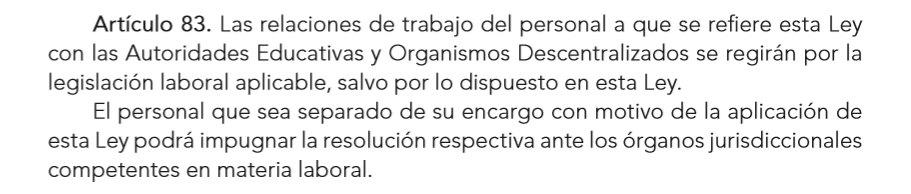 Artículo 83. Las relaciones de trabajo del personal a que se refiere esta Ley
con las Autoridades Educativas y Organismos Descentralizados se regirán por la
legislación laboral aplicable, salvo por lo dispuesto en esta Ley.
El personal que sea separado de su encargo con motivo de la aplicación de
esta Ley podrá impugnar la resolución respectiva ante los órganos jurisdiccionales
competentes en materia laboral.